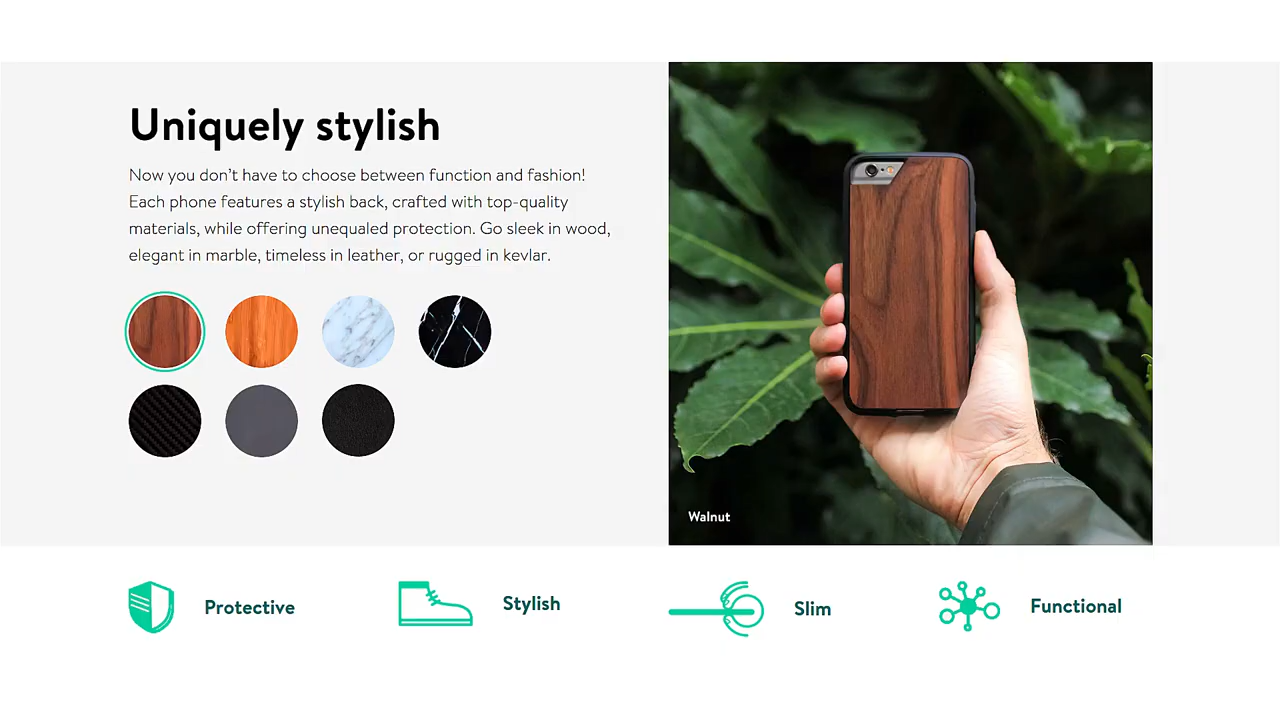 Uniquely stylish
Now you don't have to choose between function and fashion!
Each phone features a stylish back, crafted with top-quality
materials, while offering unequaled protection. Go sleek in wood,
elegant in marble, timeless in leather, or rugged in kevlar.
Walnut
Protective
Stylish
Slim
Functional